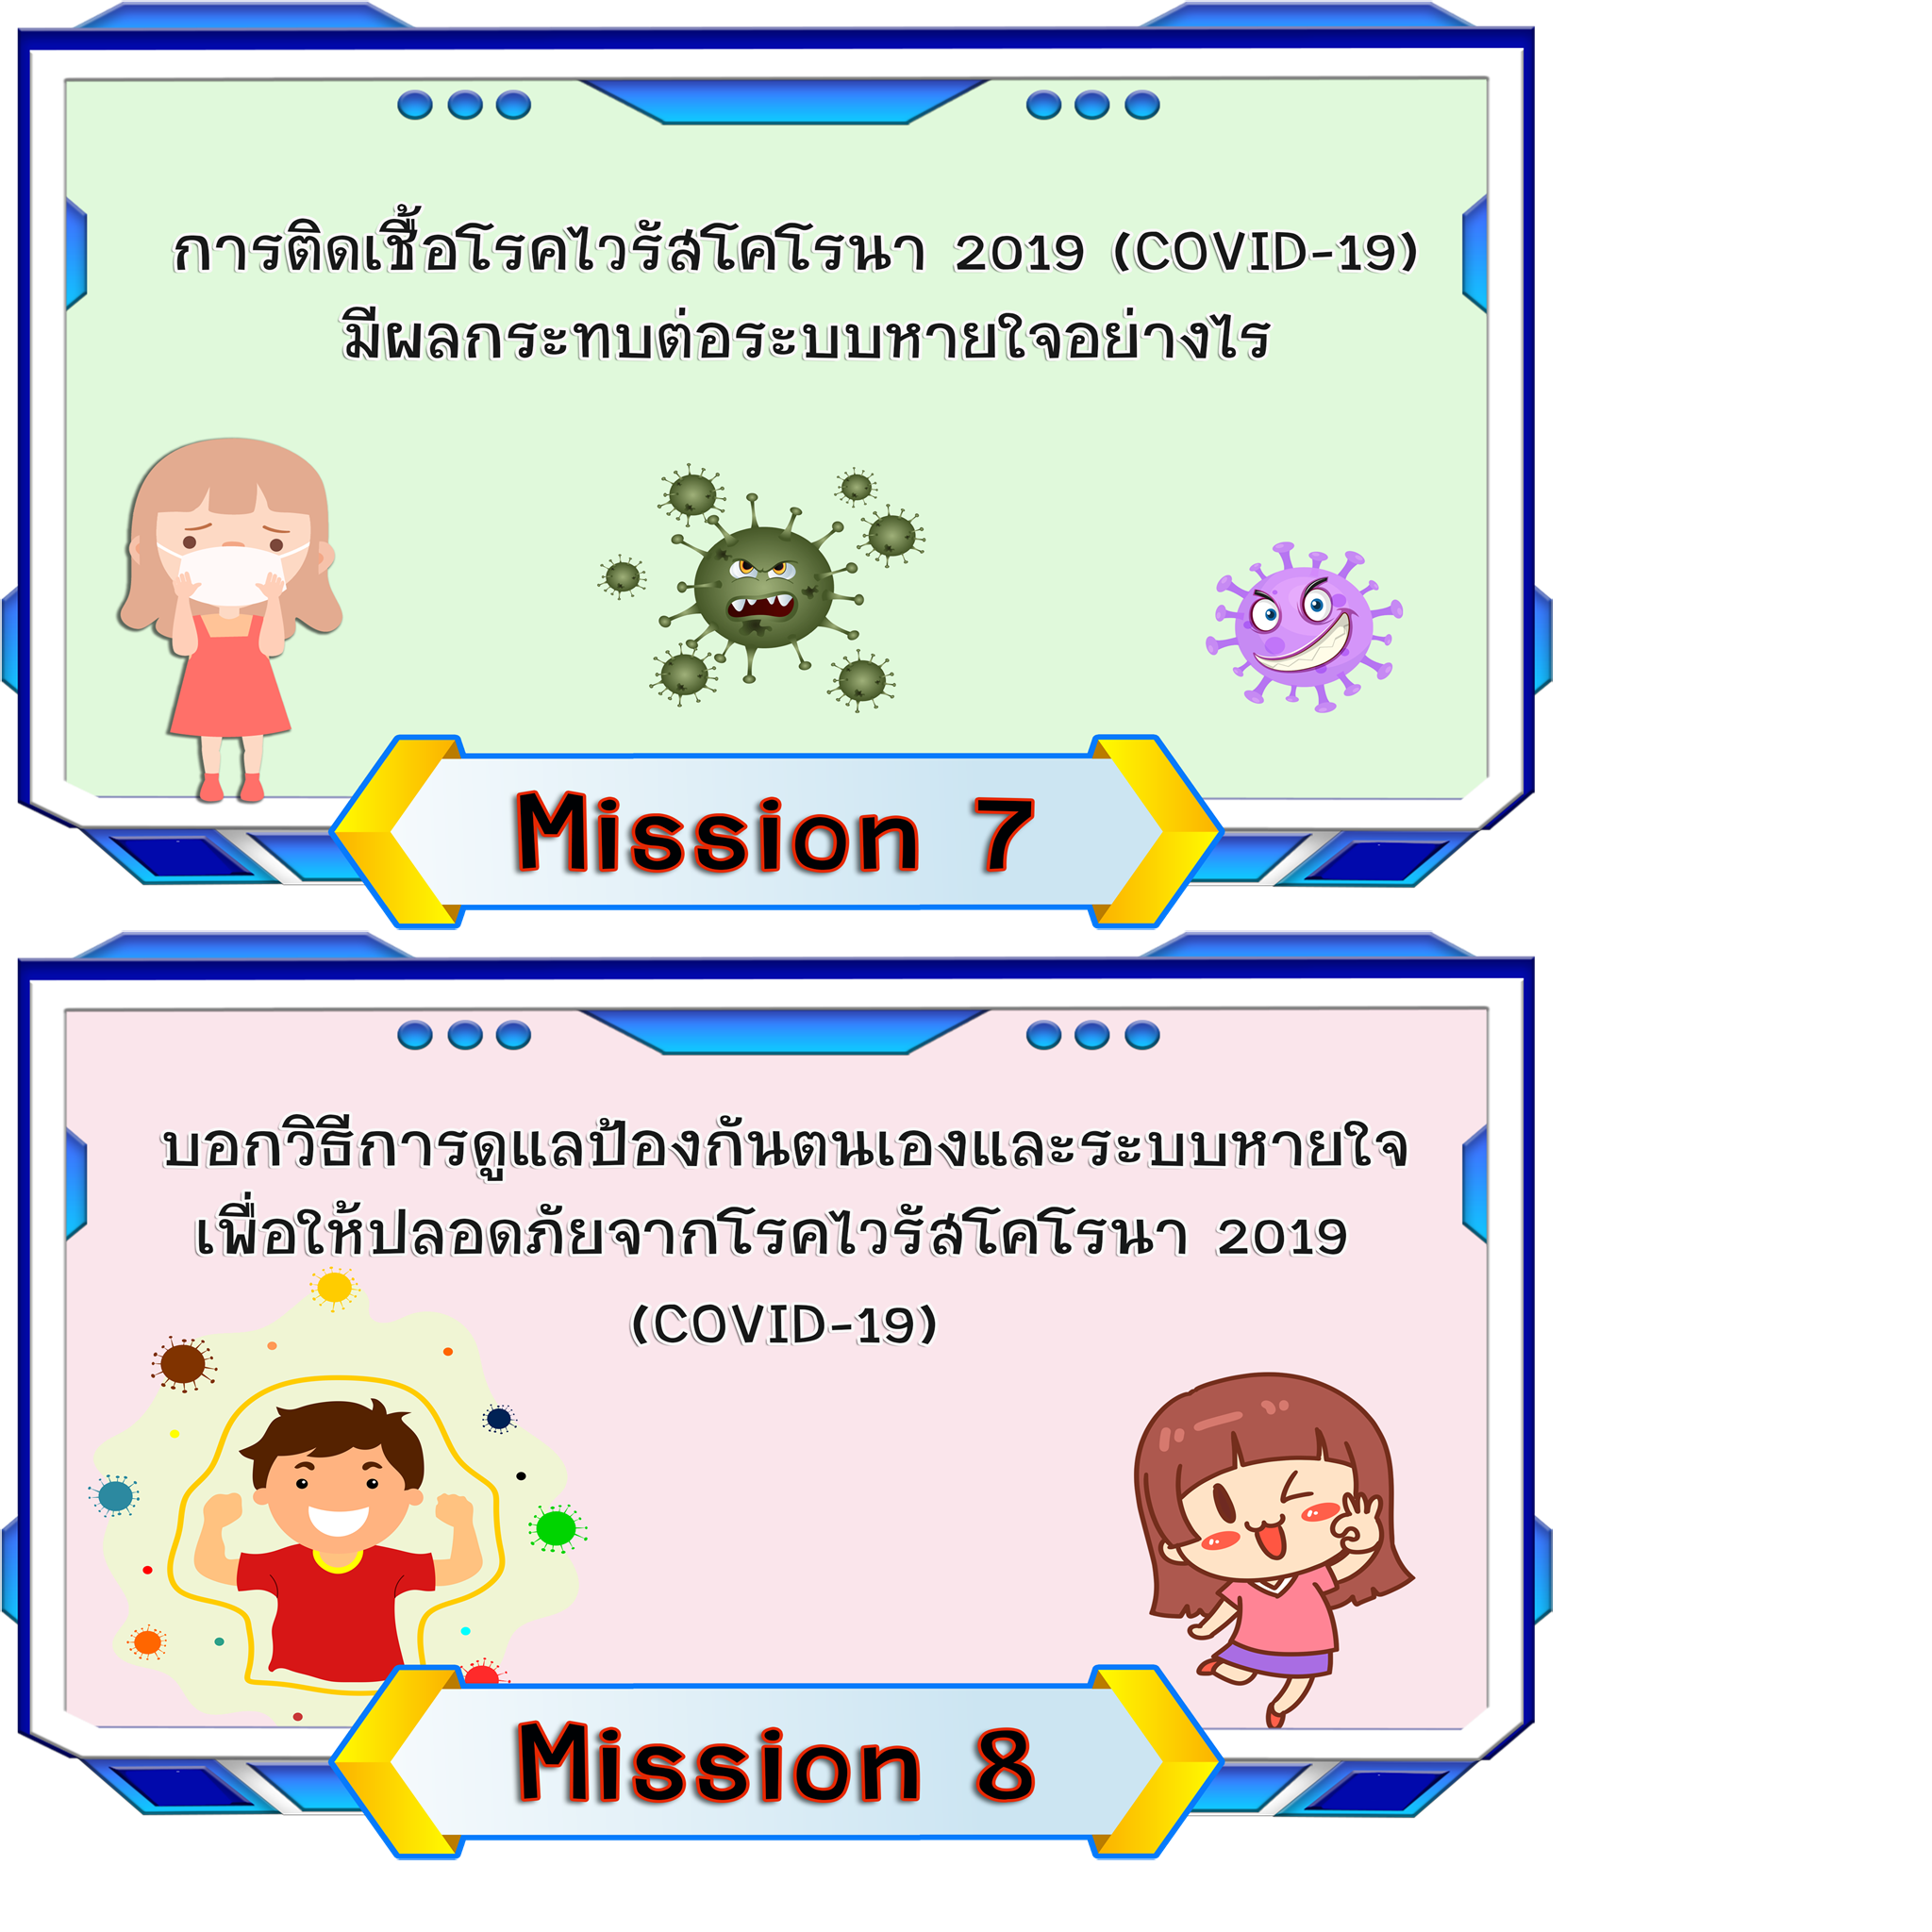 การติดเชื้อโรคไวรัสโคโรนา 2019 (COVID-19)
มีผลกระทบต่อระบบหายใจอย่างไร
Mission 7
บอกวิธีการดูแลป้องกันตนเองและระบบหายใจ
เพื่อให้ปลอดภัยจากโรคไวรัสโคโรนา 2019
(COVID-19)
Mission 8